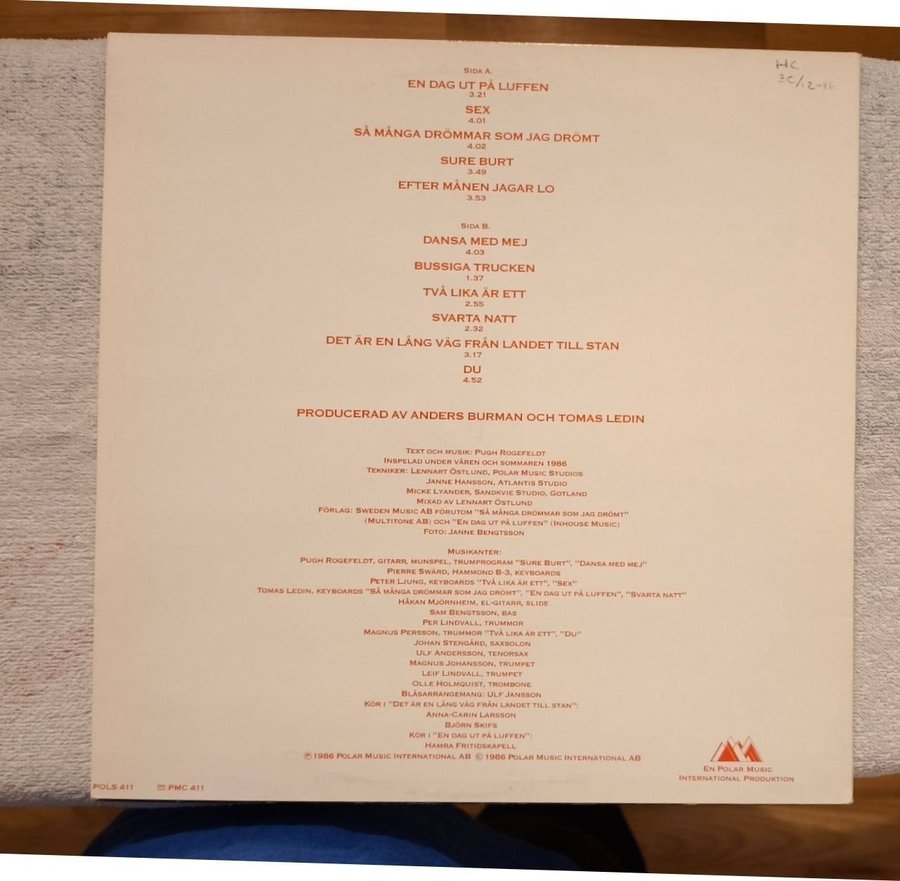 HC
3C/12-86
SIDA A.
EN DAG UT PÅ LUFFEN
3.21
SEX
4.01
SÅ MÅNGA DRÖMMAR SOM JAG DRÖMT
4.02
SURE BURT
3.49
EFTER MÅNEN JAGAR LO
3.53
SIDA B.
DANSA MED MEJ
4.03
BUSSIGA TRUCKEN
1.37
TVÅ LIKA ÄR ETT
2.55
SVARTA NATT
2.32
DET ÄR EN LÅNG VÄG FRÅN LANDET TILL STAN
3.17
DU
4.52
PRODUCERAD AV ANDERS BURMAN OCH TOMAS LEDIN
TEXT OCH MUSIK: PUGH ROGEFELDT
INSPELAD UNDER VÅREN OCH SOMMAREN 1986
TEKNIKER: LENNART ÖSTLUND, POLAR MUSIC STUDIOS
JANNE HANSSON, ATLANTIS STUDIO
MICKE LYANDER, SANDKVIE STUDIO, GOTLAND
MIXAD AV LENNART ÖSTLUND
FÖRLAG: SWEDEN MUSIC AB FÖRUTOM "SÅ MÅNGA DRÖMMAR SOM JAG DRÖMT"
(MULTITONE AB) OCH "EN DAG UT PÅ LUFFEN" (INHOUSE MUSIC)
FOTO: JANNE BENGTSSON
MUSIKANTER:
PUGH ROGEFELDT, GITARR, MUNSPEL, TRUMPROGRAM "SURE BURT", "DANSA MED MEJ"
PIERRE SWÄRD, HAMMOND B-3, KEYBOARDS
PETER LJUNG, KEYBOARDS "TVÅ LIKA ÄR ETT", "SEX"
TOMAS LEDIN, KEYBOARDS "SÅ MÅNGA DRÖMMAR SOM JAG DRÖMT", "EN DAG UT PÅ LUFFEN", "SVARTA NATT"
HÅKAN MJÖRNHEIM, EL-GITARR, SLIDE
SAM BENGTSSON, BAS
PER LINDVALL, TRUMMOR
MAGNUS PERSSON, TRUMMOR "TVÅ LIKA ÄR ETT", "DU"
JOHAN STENGÅRD, SAXSOLON
ULF ANDERSSON, TENORSAX
MAGNUS JOHANSSON, TRUMPET
LEIF LINDVALL, TRUMPET
OLLE HOLMQUIST, TROMBONE
BLÅSARRANGEMANG: ULF JANSSON
KÖR I "DET ÄR EN LÅNG VÄG FRÅN LANDET TILL STAN":
ANNA-CARIN LARSSON
BJÖRN SKIFS
KÖR I "EN DAG UT PÅ LUFFEN":
HAMRA FRITIDSKAPELL
Ⓟ 1986 POLAR MUSIC INTERNATIONAL AB © 1986 POLAR MUSIC INTERNATIONAL AB
EN POLAR MUSIC
INTERNATIONAL PRODUKTION
POLS 411 PMC 411